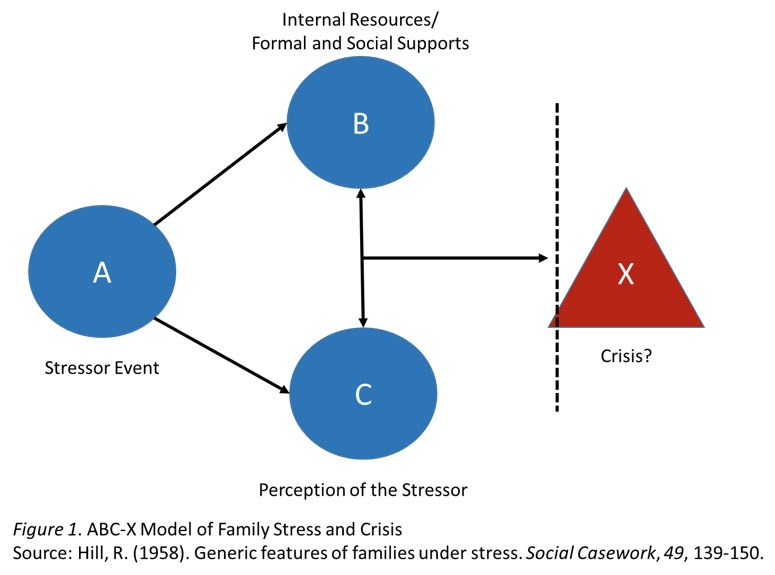 Internal Resources/
Formal and Social Supports
B
A
X
Stressor Event
Crisis?
C
Perception of the Stressor
Figure 1. ABC-X Model of Family Stress and Crisis
Source: Hill, R. (1958). Generic features of families under stress. Social Casework, 49, 139-150.